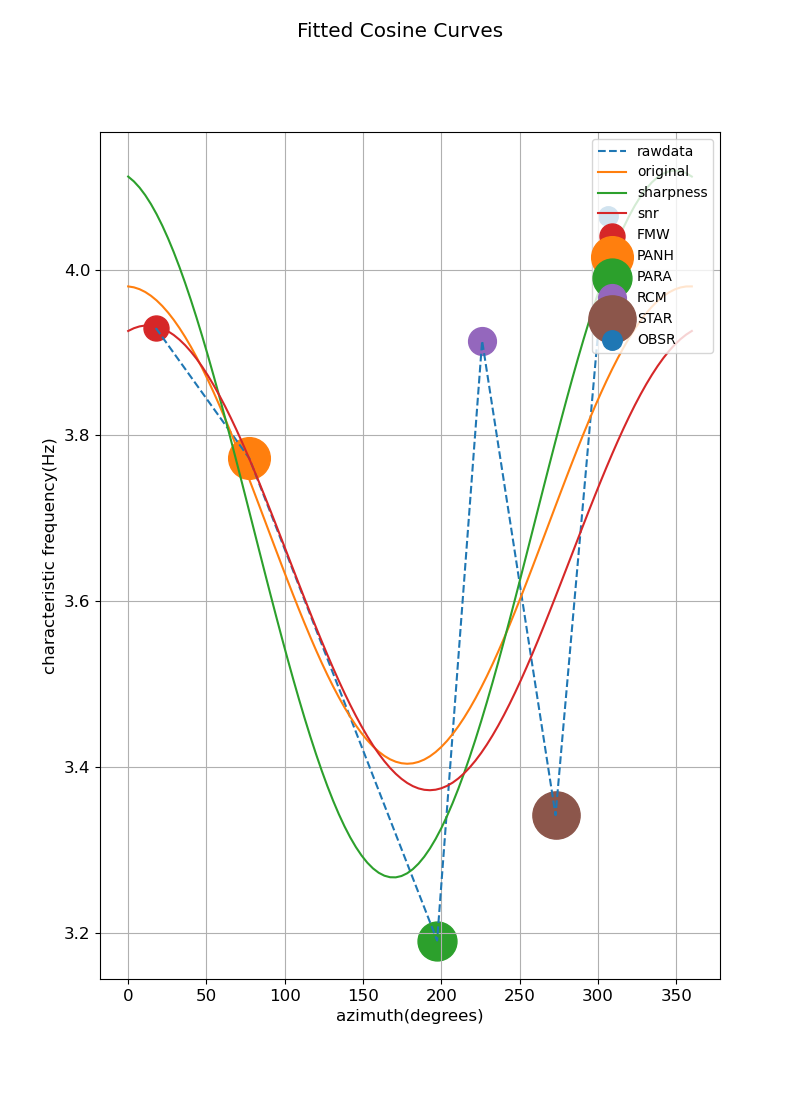 Fitted Cosine Curves
rawdata
original
sharpness
snr
FMW
PANH
PARA
RCM
STAR
OBSR
characteristic frequency(Hz)
4.0
3.8
3.6
3.4
3.2
0 50 100 150 200 250 300 350
azimuth(degrees)